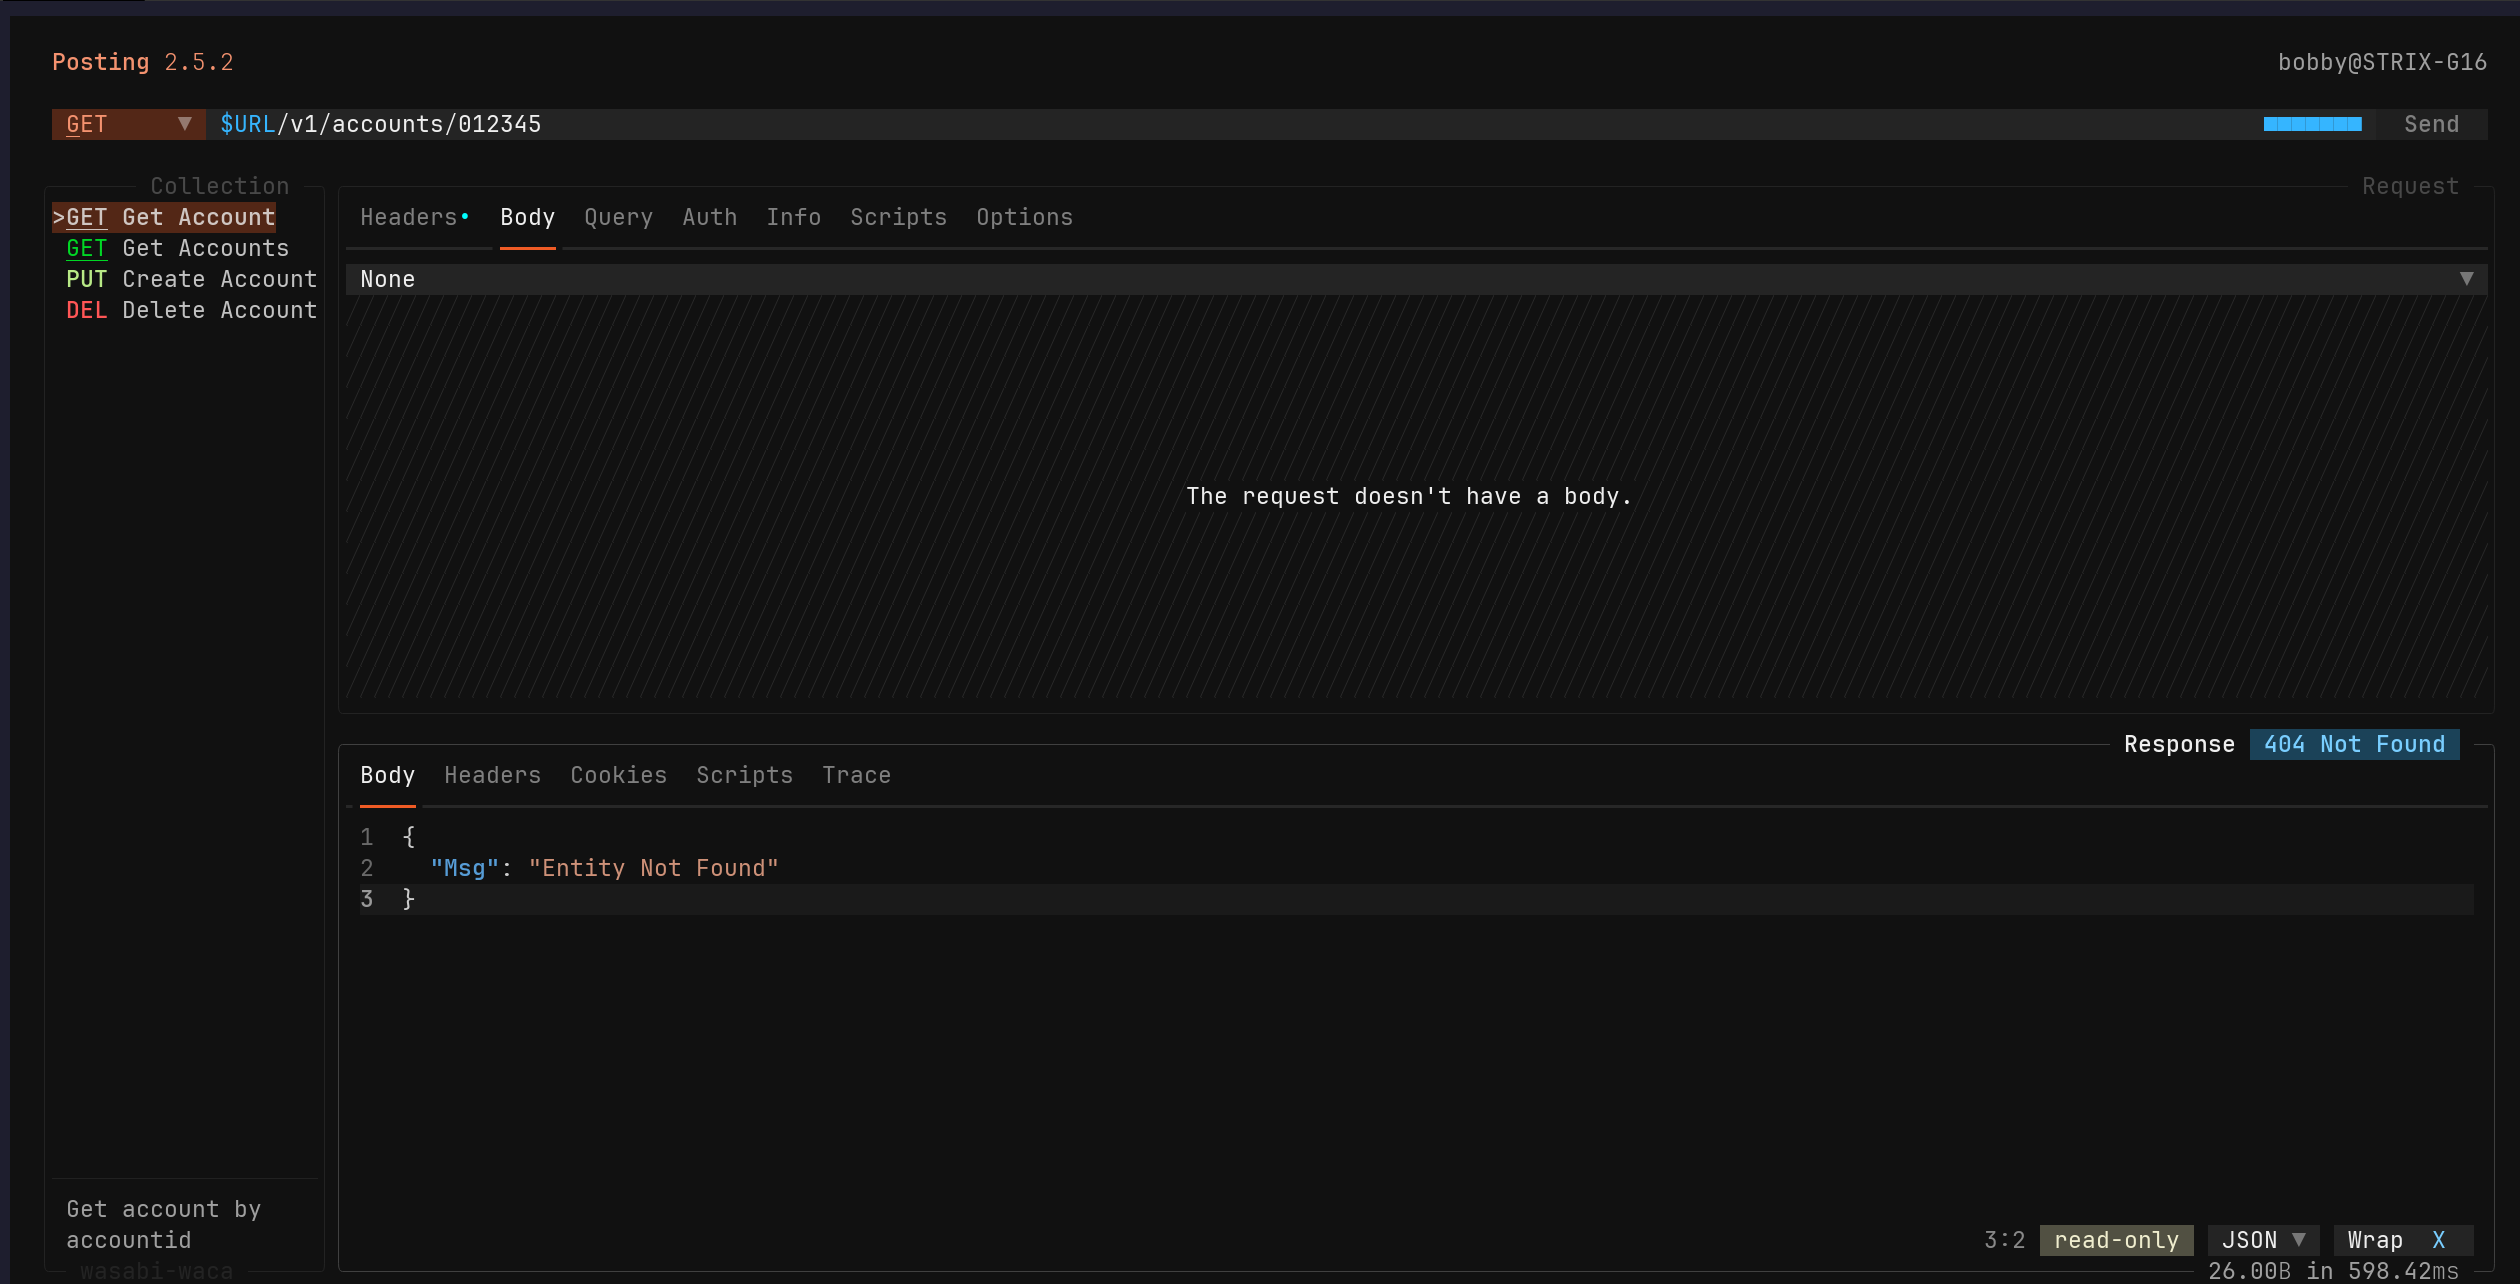 Posting 2.5.2
bobby@STRIX-G16
GET ▼ $URL/v1/accounts/012345 Send
Collection
>GET Get Account
GET Get Accounts
PUT Create Account
DEL Delete Account
Get account by
accountid
wasabi-waca
Request
Headers• Body Query Auth Info Scripts Options
None ▼
The request doesn't have a body.
Response 404 Not Found
Body Headers Cookies Scripts Trace
1 {
2 "Msg": "Entity Not Found"
3 }
3:2 read-only JSON ▼ Wrap X
26.00B in 598.42ms